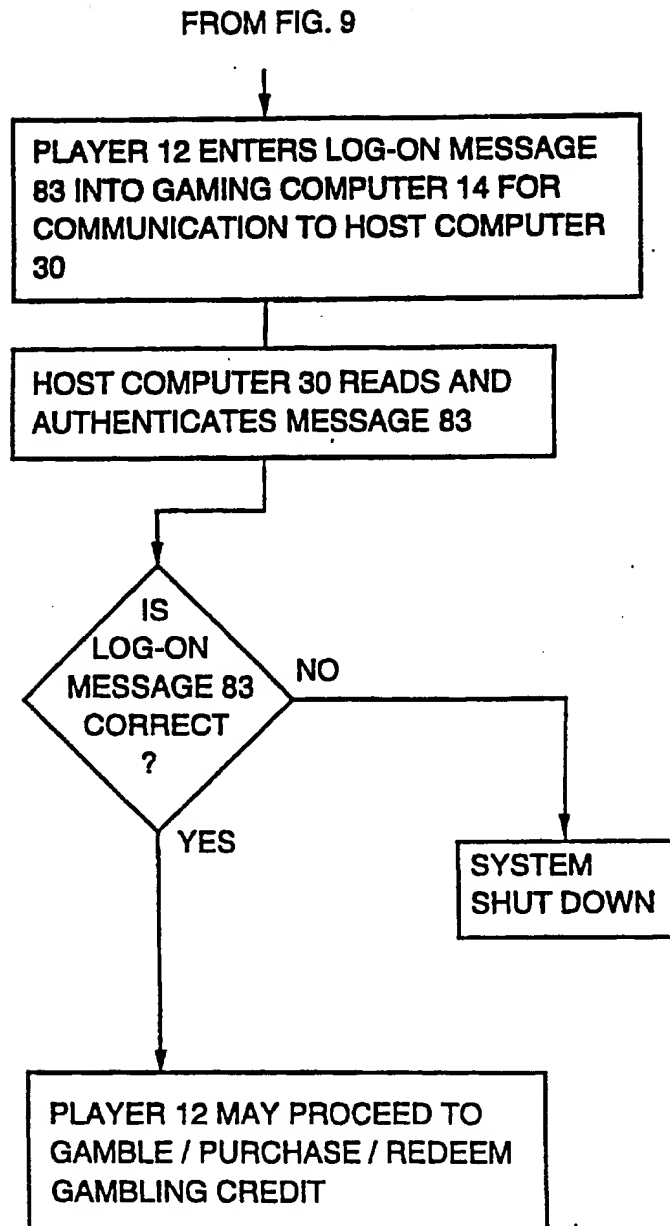 FROM FIG. 9
PLAYER 12 ENTERS LOG-ON MESSAGE
83 INTO GAMING COMPUTER 14 FOR
COMMUNICATION TO HOST COMPUTER
30
HOST COMPUTER 30 READS AND
AUTHENTICATES MESSAGE 83
IS
LOG-ON
MESSAGE 83
CORRECT
?
NO
YES
SYSTEM
SHUT DOWN
PLAYER 12 MAY PROCEED TO
GAMBLE / PURCHASE / REDEEM
GAMBLING CREDIT